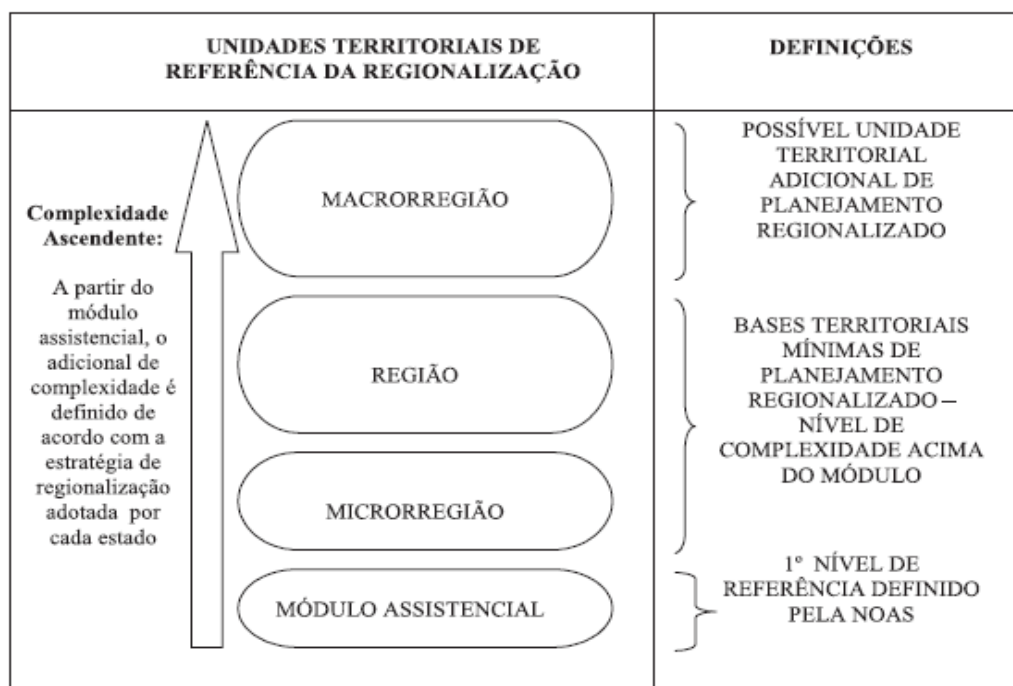 UNIDADES TERRITORIAIS DE
REFERÊNCIA DA REGIONALIZAÇÃO
DEFINIÇÕES
Complexidade
Ascendente:
A partir do
módulo
assistencial, o
adicional de
complexidade é
definido de
acordo com a
estratégia de
regionalização
adotada por
cada estado
MACRORREGIÃO
POSSÍVEL UNIDADE
TERRITORIAL
ADICIONAL DE
PLANEJAMENTO
REGIONALIZADO
REGIÃO
MICRORREGIÃO
BASES TERRITORIAIS
MÍNIMAS DE
PLANEJAMENTO
REGIONALIZADO –
NÍVEL DE
COMPLEXIDADE ACIMA
DO MÓDULO
MÓDULO ASSISTENCIAL
1º NÍVEL DE
REFERÊNCIA DEFINIDO
PELA NOAS